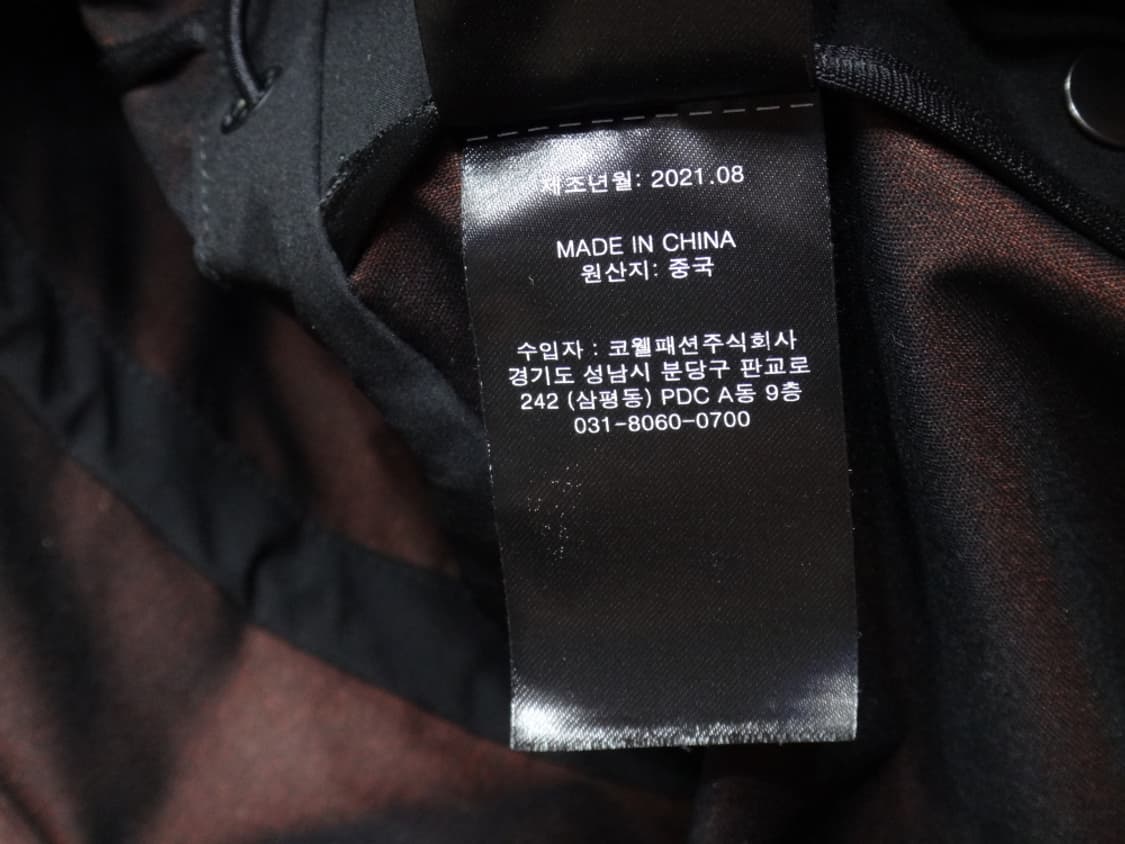 제조년월: 2021.08
MADE IN CHINA
원산지: 중국
수입자 : 코웰패션주식회사
경기도 성남시 분당구 판교로
242 (삼평동) PDC A동 9층
031-8060-0700